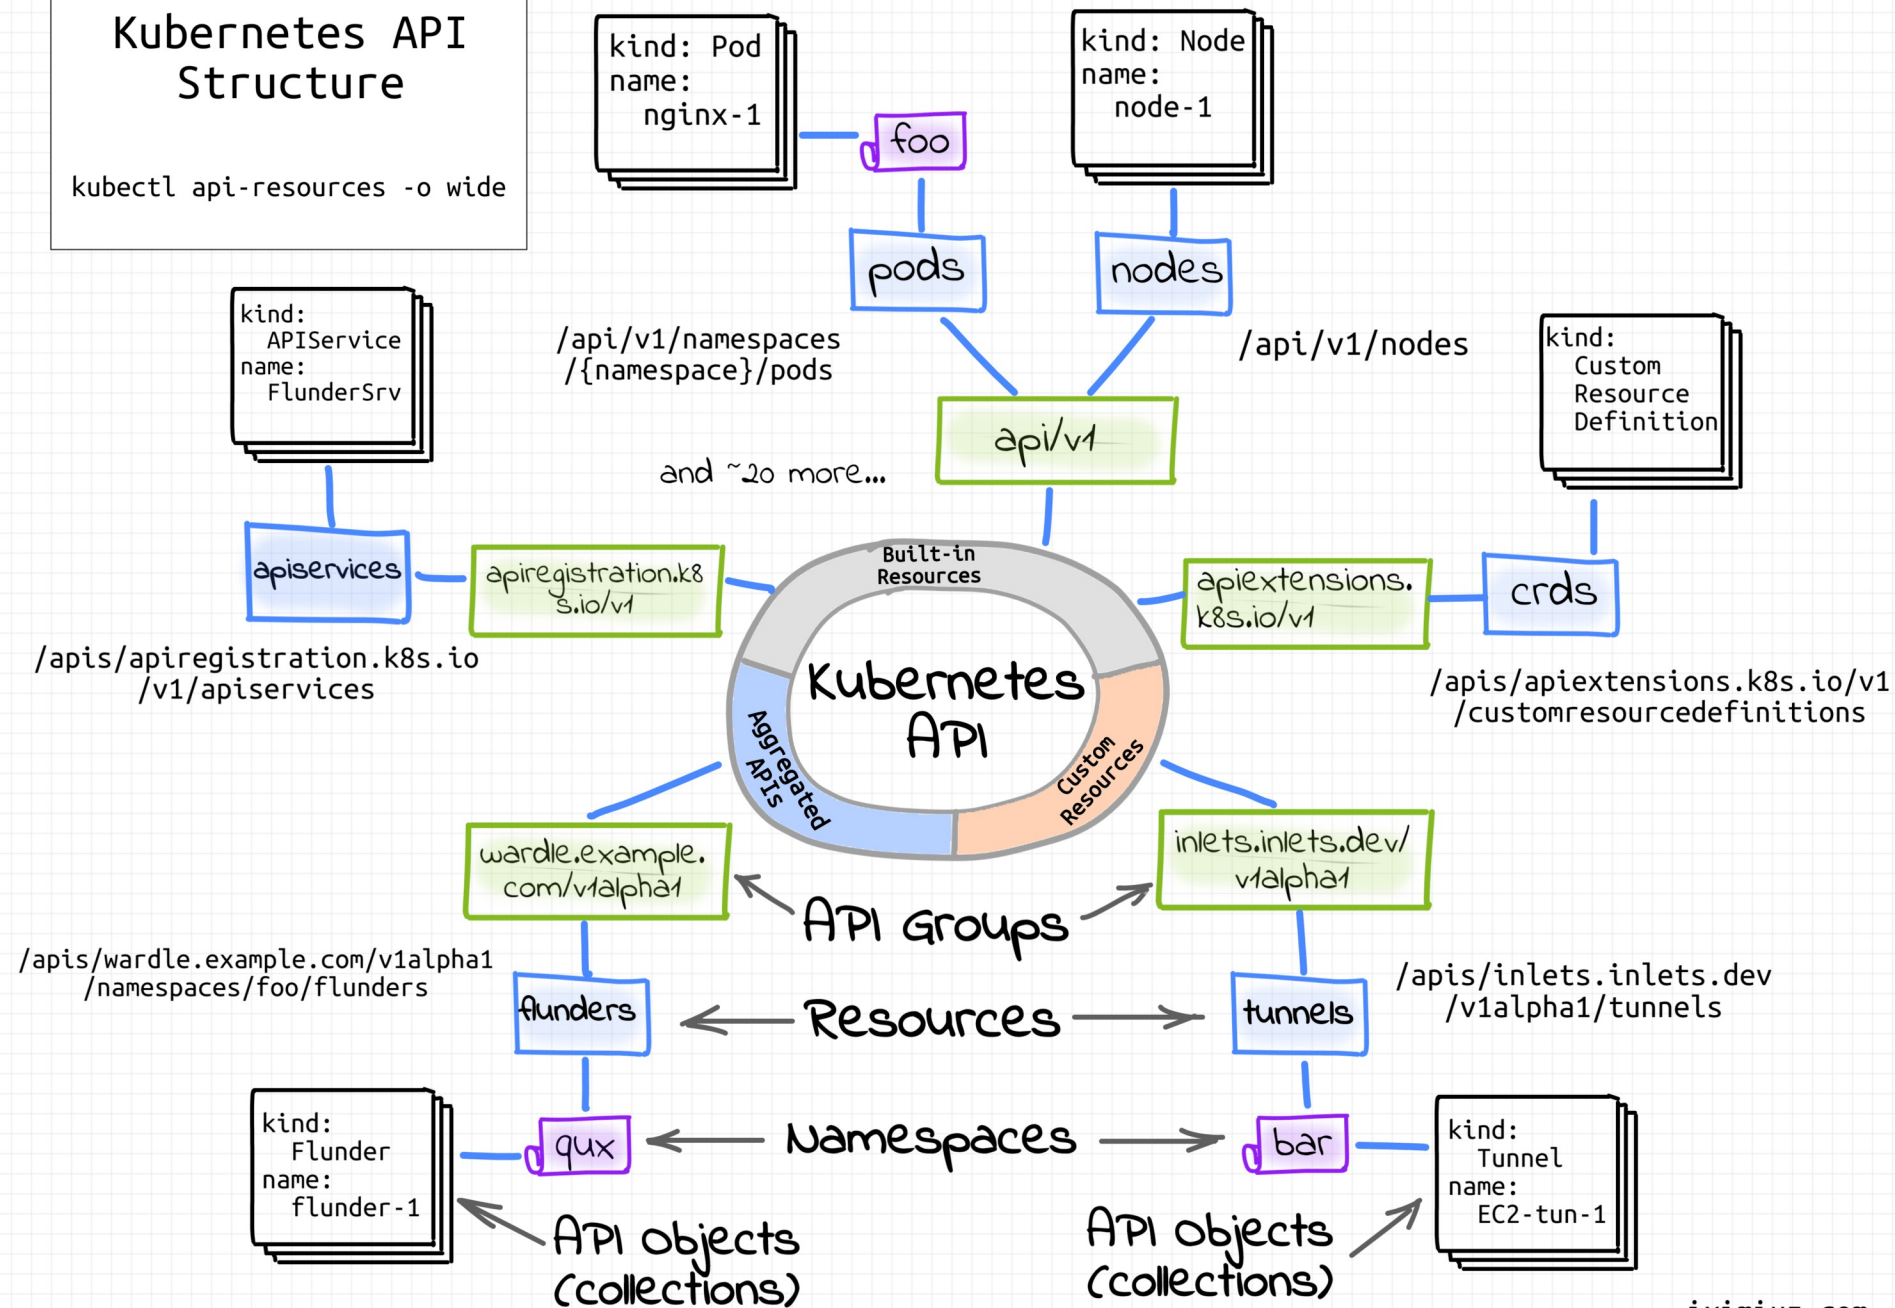 Kubernetes API
Structure
kubectl api-resources -o wide
kind: Pod
name:
nginx-1
foo
kind: Node
name:
node-1
pods
nodes
/api/v1/namespaces
/{namespace}/pods
/api/v1/nodes
kind:
APIService
name:
FlunderSrv
kind:
Custom
Resource
Definition
api/v1
and ~20 more...
apiservices
apiregistration.k8
s.io/v1
Built-in
Resources
apiextensions.
k8s.io/v1
crds
/apis/apiregistration.k8s.io
/v1/apiservices
Kubernetes
API
/apis/apiextensions.k8s.io/v1
/customresourcedefinitions
Aggregated
APIs
Custom
Resources
wardle.example.
com/v1alpha1
inlets.inlets.dev/
v1alpha1
API Groups
/apis/wardle.example.com/v1alpha1
/namespaces/foo/flunders
flunders
Resources
tunnels
/apis/inlets.inlets.dev
/v1alpha1/tunnels
kind:
Flunder
name:
flunder-1
qux
Namespaces
bar
kind:
Tunnel
name:
EC2-tun-1
API Objects
(collections)
API Objects
(collections)